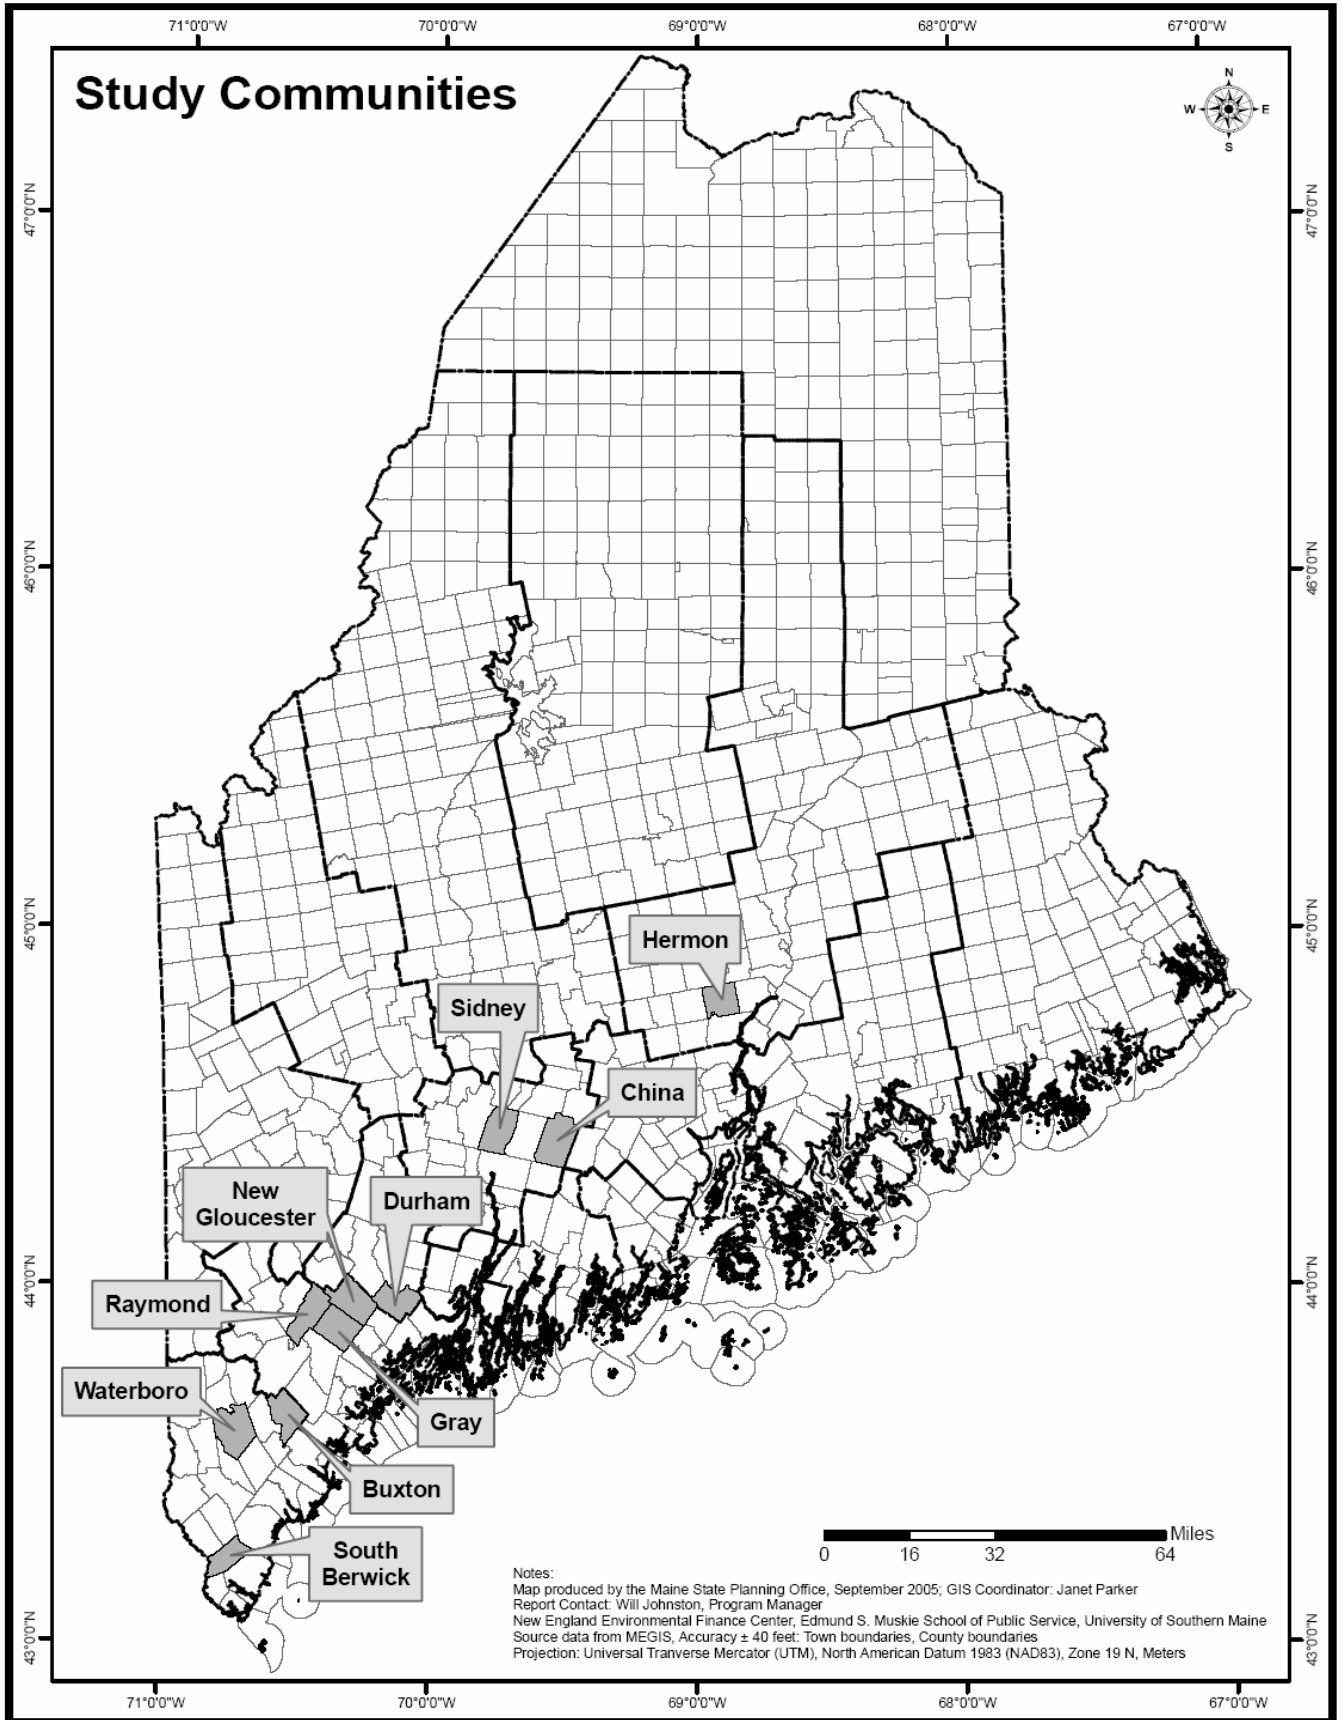 71°0'0"W 70°0'0"W 69°0'0"W 68°0'0"W 67°0'0"W
Study Communities
N
W E
S
47°0'0"N 47°0'0"N
46°0'0"N 46°0'0"N
45°0'0"N 45°0'0"N
Hermon
Sidney
China
New
Gloucester
Durham
44°0'0"N 44°0'0"N
Raymond
Waterboro
Gray
Buxton
South
Berwick
Miles
0 16 32 64
Notes:
Map produced by the Maine State Planning Office, September 2005; GIS Coordinator: Janet Parker
Report Contact: Will Johnston, Program Manager
New England Environmental Finance Center, Edmund S. Muskie School of Public Service, University of Southern Maine
Source data from MEGIS, Accuracy ± 40 feet: Town boundaries, County boundaries
Projection: Universal Tranverse Mercator (UTM), North American Datum 1983 (NAD83), Zone 19 N, Meters
43°0'0"N 43°0'0"N
71°0'0"W 70°0'0"W 69°0'0"W 68°0'0"W 67°0'0"W